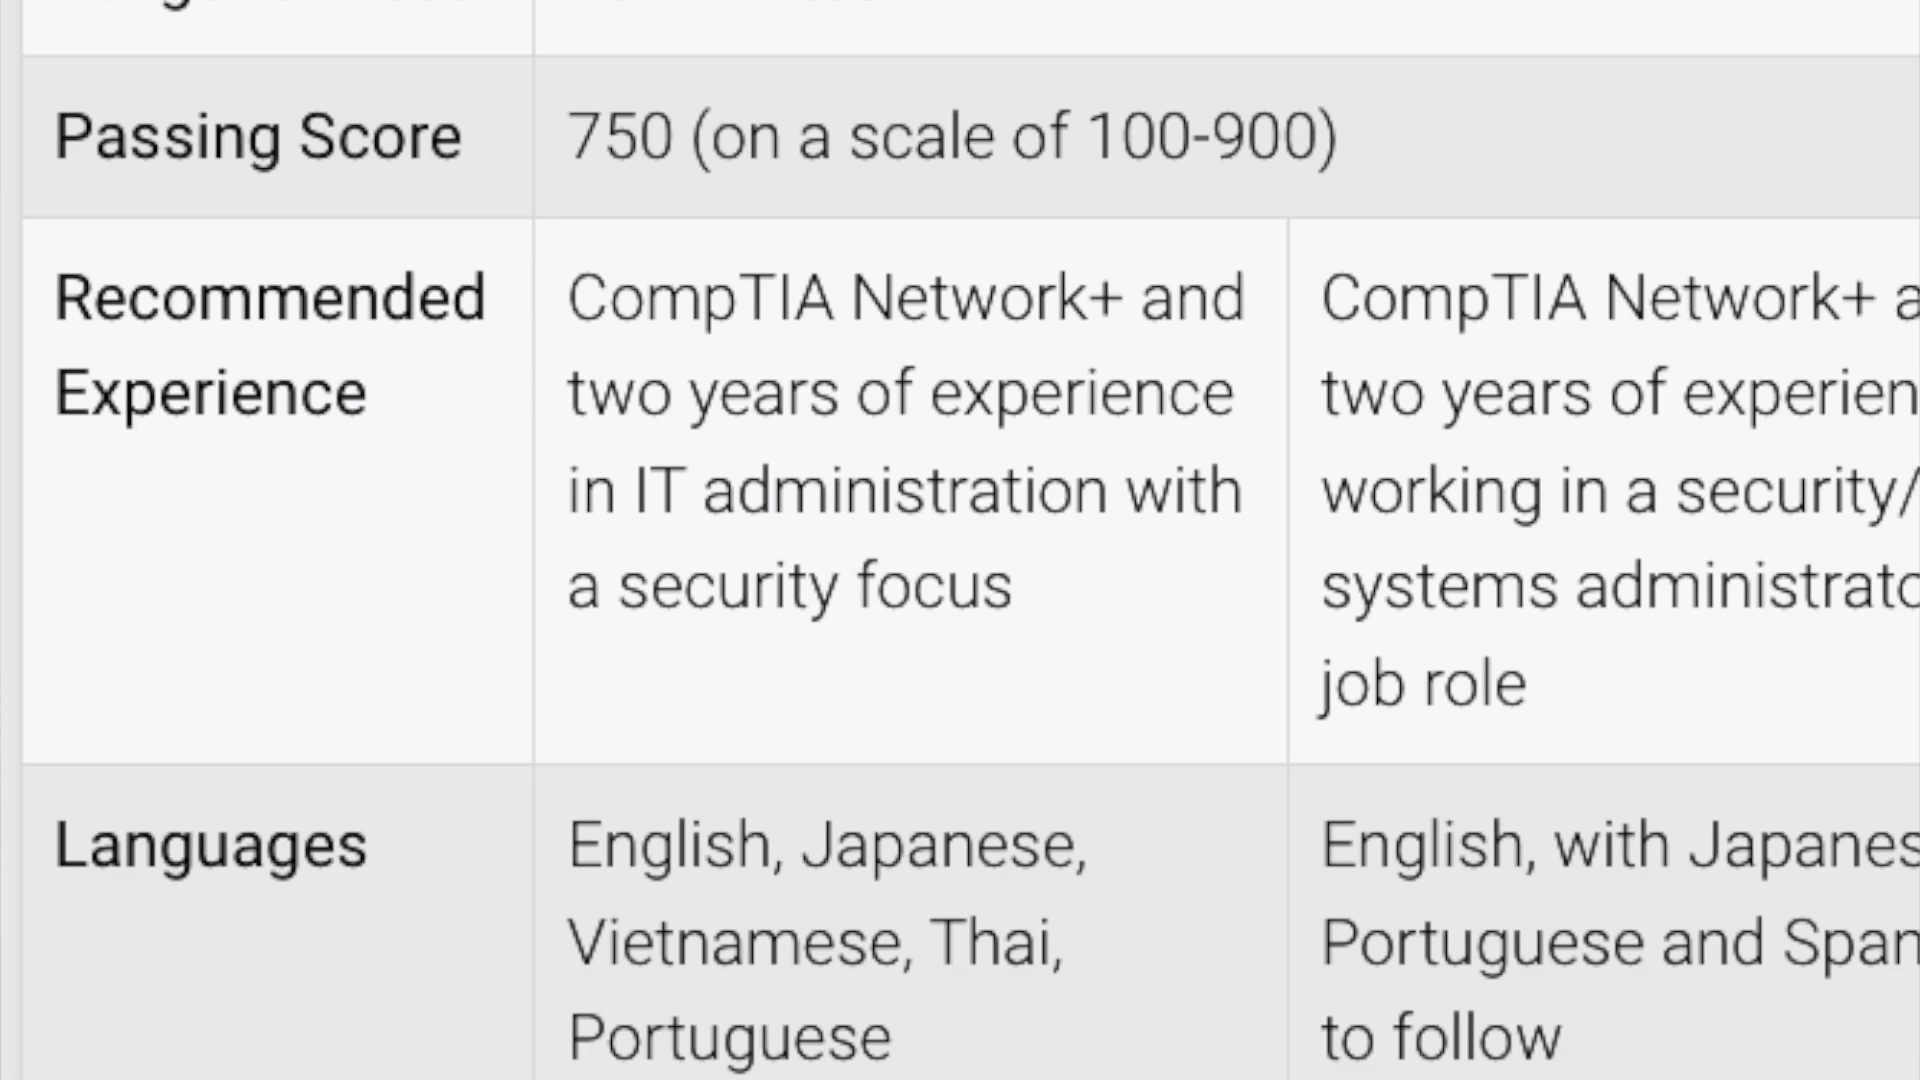 Passing Score
750 (on a scale of 100-900)
Recommended
Experience
CompTIA Network+ and
two years of experience
in IT administration with
a security focus
CompTIA Network+
two years of
working in a security/
systems
job role
Languages
English, Japanese,
Vietnamese, Thai,
Portuguese
English, with
Portuguese and
to follow